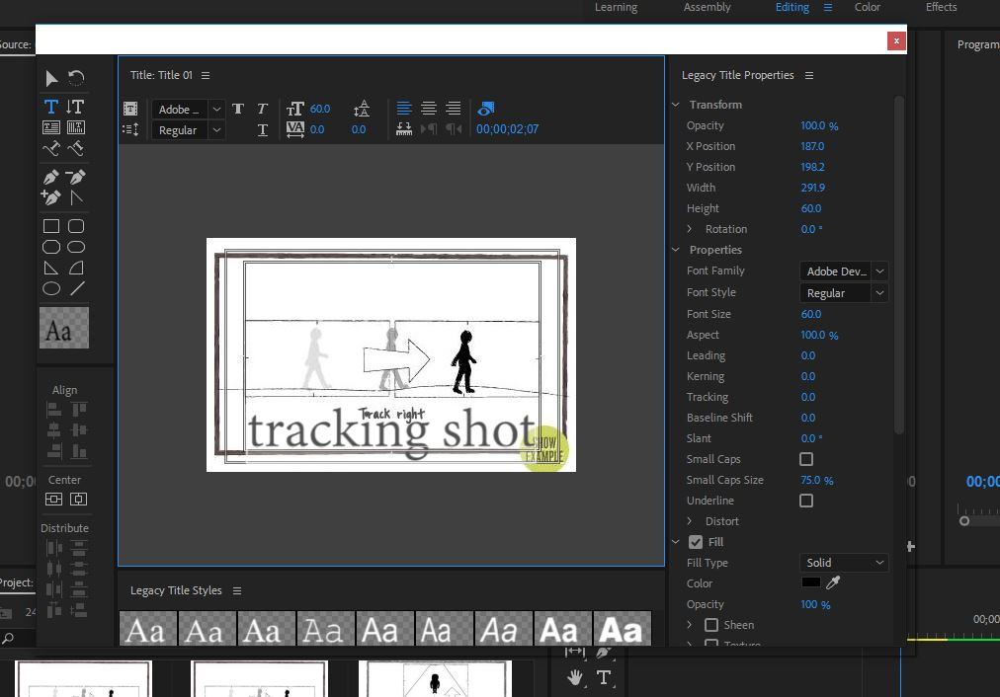 Learning Assembly Editing Color Effects
Source:
Program
Title: Title 01
Legacy Title Properties
Adobe ...
T T
60.0
Regular
T
VA
0.0
0.0
00;00;02;07
Transform
Opacity 100.0 %
X Position 187.0
Y Position 198.2
Width 291.9
Height 60.0
Rotation 0.0 °
Properties
Font Family Adobe Dev...
Font Style Regular
Font Size 60.0
Aspect 100.0 %
Leading 0.0
Kerning 0.0
Tracking 0.0
Baseline Shift 0.0
Slant 0.0 °
Small Caps
Small Caps Size 75.0 %
Underline
Distort
Fill
Fill Type Solid
Color
Opacity 100 %
Sheen
Texture
Aa
Align
Center
Distribute
Track right
tracking shot
SHOW
EXAMPLE
00;0
00;00
Project:
24
00;00
Legacy Title Styles
Aa Aa Aa Aa Aa Aa Aa Aa Aa